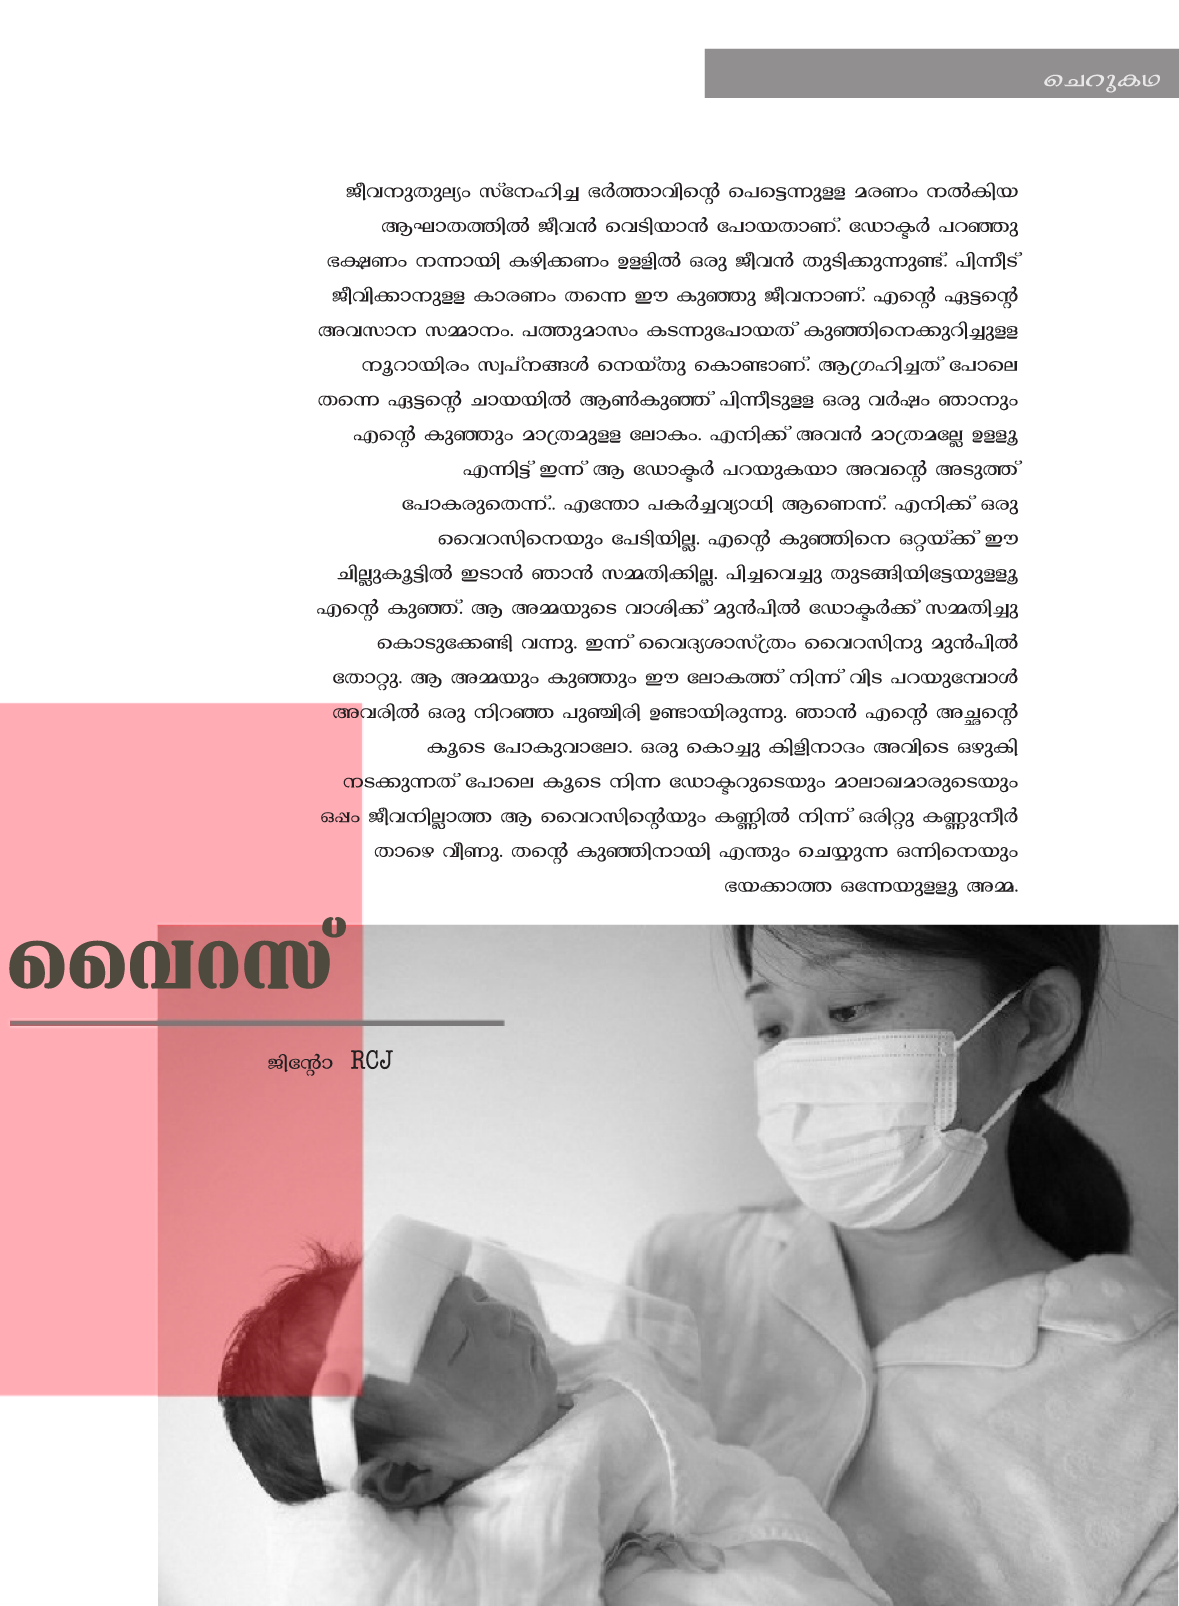 ചെറുകഥ
ജീവനുതുല്യം സ്നേഹിച്ച ഭർത്താവിന്റെ പെട്ടെന്നുള്ള മരണം നൽകിയ
ആഘാതത്തിൽ ജീവൻ വെടിയാൻ പോയതാണ്. ഡോക്ടർ പറഞ്ഞു
ഭക്ഷണം നന്നായി കഴിക്കണം ഉള്ളിൽ ഒരു ജീവൻ തുടിക്കുന്നുണ്ട്. പിന്നീട്
ജീവിക്കാനുള്ള കാരണം തന്നെ ഈ കുഞ്ഞു ജീവനാണ്. എന്റെ ഏട്ടന്റെ
അവസാന സമ്മാനം. പത്തുമാസം കടന്നുപോയത് കുഞ്ഞിനെക്കുറിച്ചുള്ള
നൂറായിരം സ്വപ്നങ്ങൾ നെയ്തു കൊണ്ടാണ്. ആഗ്രഹിച്ചത് പോലെ
തന്നെ ഏട്ടന്റെ ചായയിൽ ആൺകുഞ്ഞ് പിന്നീടുള്ള ഒരു വർഷം ഞാനും
എന്റെ കുഞ്ഞും മാത്രമുള്ള ലോകം. എനിക്ക് അവൻ മാത്രമല്ലേ ഉള്ളൂ
എന്നിട്ട് ഇന്ന് ആ ഡോക്ടർ പറയുകയാ അവന്റെ അടുത്ത്
പോകരുതെന്ന്.. എന്തോ പകർച്ചവ്യാധി ആണെന്ന്. എനിക്ക് ഒരു
വൈറസിനെയും പേടിയില്ല. എന്റെ കുഞ്ഞിനെ ഒറ്റയ്ക്ക് ഈ
ചില്ലുകൂട്ടിൽ ഇടാൻ ഞാൻ സമ്മതിക്കില്ല. പിച്ചവെച്ചു തുടങ്ങിയിട്ടേയുള്ളൂ
എന്റെ കുഞ്ഞ്. ആ അമ്മയുടെ വാശിക്ക് മുൻപിൽ ഡോക്ടർക്ക് സമ്മതിച്ചു
കൊടുക്കേണ്ടി വന്നു. ഇന്ന് വൈദ്യശാസ്ത്രം വൈറസിനു മുൻപിൽ
തോറ്റു. ആ അമ്മയും കുഞ്ഞും ഈ ലോകത്ത് നിന്ന് വിട പറയുമ്പോൾ
അവരിൽ ഒരു നിറഞ്ഞ പുഞ്ചിരി ഉണ്ടായിരുന്നു. ഞാൻ എന്റെ അച്ഛന്റെ
കൂടെ പോകുവാലോ. ഒരു കൊച്ചു കിളിനാദം അവിടെ ഒഴുകി
നടക്കുന്നത് പോലെ കൂടെ നിന്ന ഡോക്ടറുടെയും മാലാഖമാരുടെയും
ഒപ്പം ജീവനില്ലാത്ത ആ വൈറസിന്റെയും കണ്ണിൽ നിന്ന് ഒരിറ്റു കണ്ണുനീർ
താഴെ വീണു. തന്റെ കുഞ്ഞിനായി എന്തും ചെയ്യുന്ന ഒന്നിനെയും
ഭയക്കാത്ത ഒന്നേയുള്ളൂ അമ്മ.
വൈറസ്
ജിന്റോ RCJ